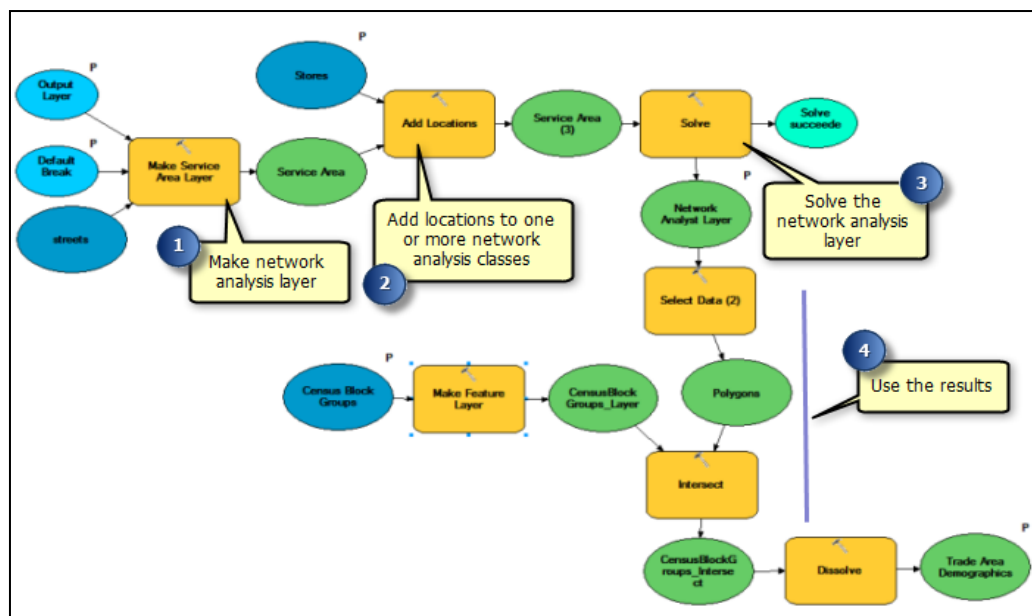 P
Output
Layer
P
Default
Break
streets
Make Service
Area Layer
Service Area
P
Stores
Add Locations
Service Area
(3)
Solve
Solve
succeede
1
Make network
analysis layer
2
Add locations to one
or more network
analysis classes
3
Solve the
network analysis
layer
P
Network
Analyst Layer
Select Data (2)
4
Use the results
P
Census Block
Groups
Make Feature
Layer
CensusBlock
Groups_Layer
Polygons
Intersect
CensusBlockG
roups_Intersect
ect
Dissolve
P
Trade Area
Demographics